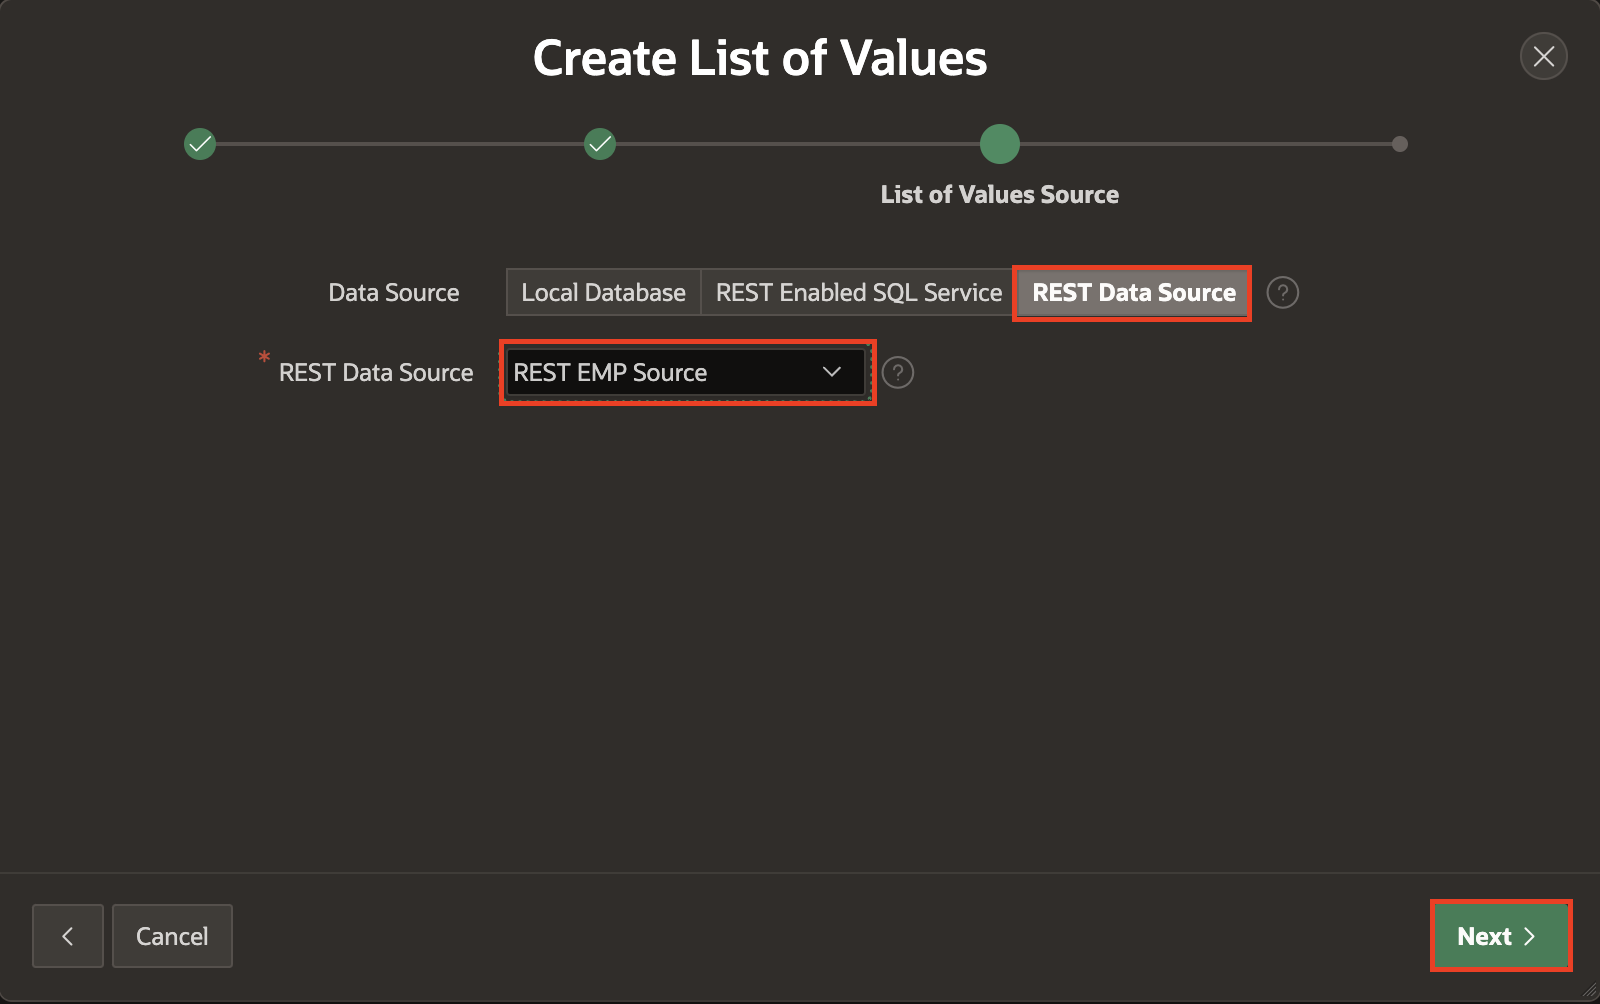 Create List of Values
List of Values Source
Data Source Local Database REST Enabled SQL Service REST Data Source ?
* REST Data Source REST EMP Source ?
Cancel Next